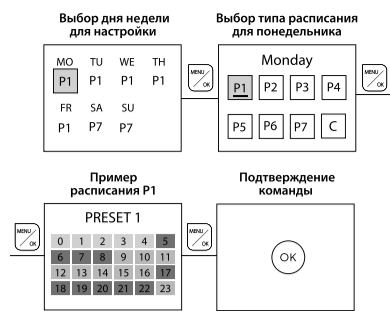 Выбор дня недели
для настройки
MO TU WE TH
P1 P1 P1 P1
FR SA SU
P1 P7 P7
MENU
OK
Выбор типа расписания
для понедельника
Monday
P1 P2 P3 P4
P5 P6 P7 C
MENU
OK
MENU
OK
Пример
расписания P1
PRESET 1
0 1 2 3 4 5
6 7 8 9 10 11
12 13 14 15 16 17
18 19 20 21 22 23
MENU
OK
Подтверждение
команды
OK